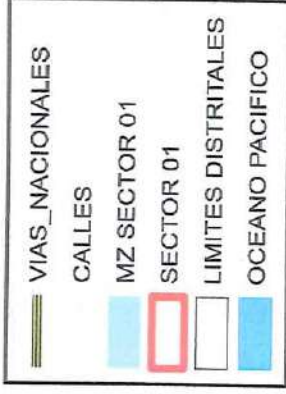 VIAS_NACIONALES
CALLES
MZ SECTOR 01
SECTOR 01
LIMITES DISTRITALES
OCEANO PACIFICO